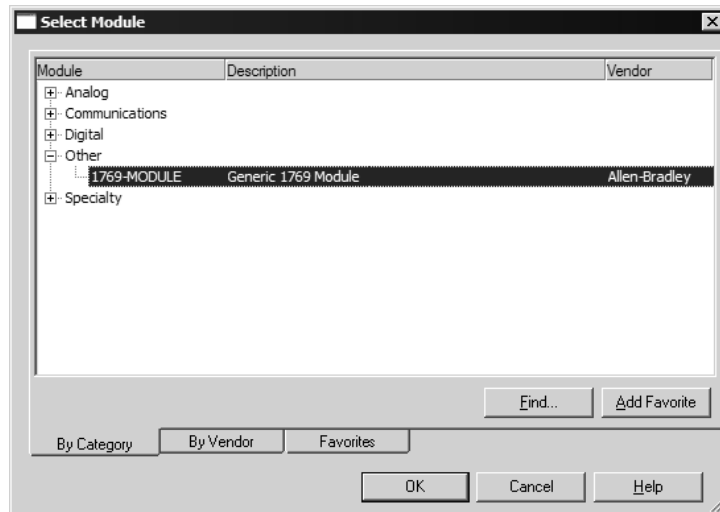 Select Module
Module Description Vendor
Analog
Communications
Digital
Other
1769-MODULE Generic 1769 Module Allen-Bradley
Specialty
Find... Add Favorite
By Category By Vendor Favorites
OK Cancel Help